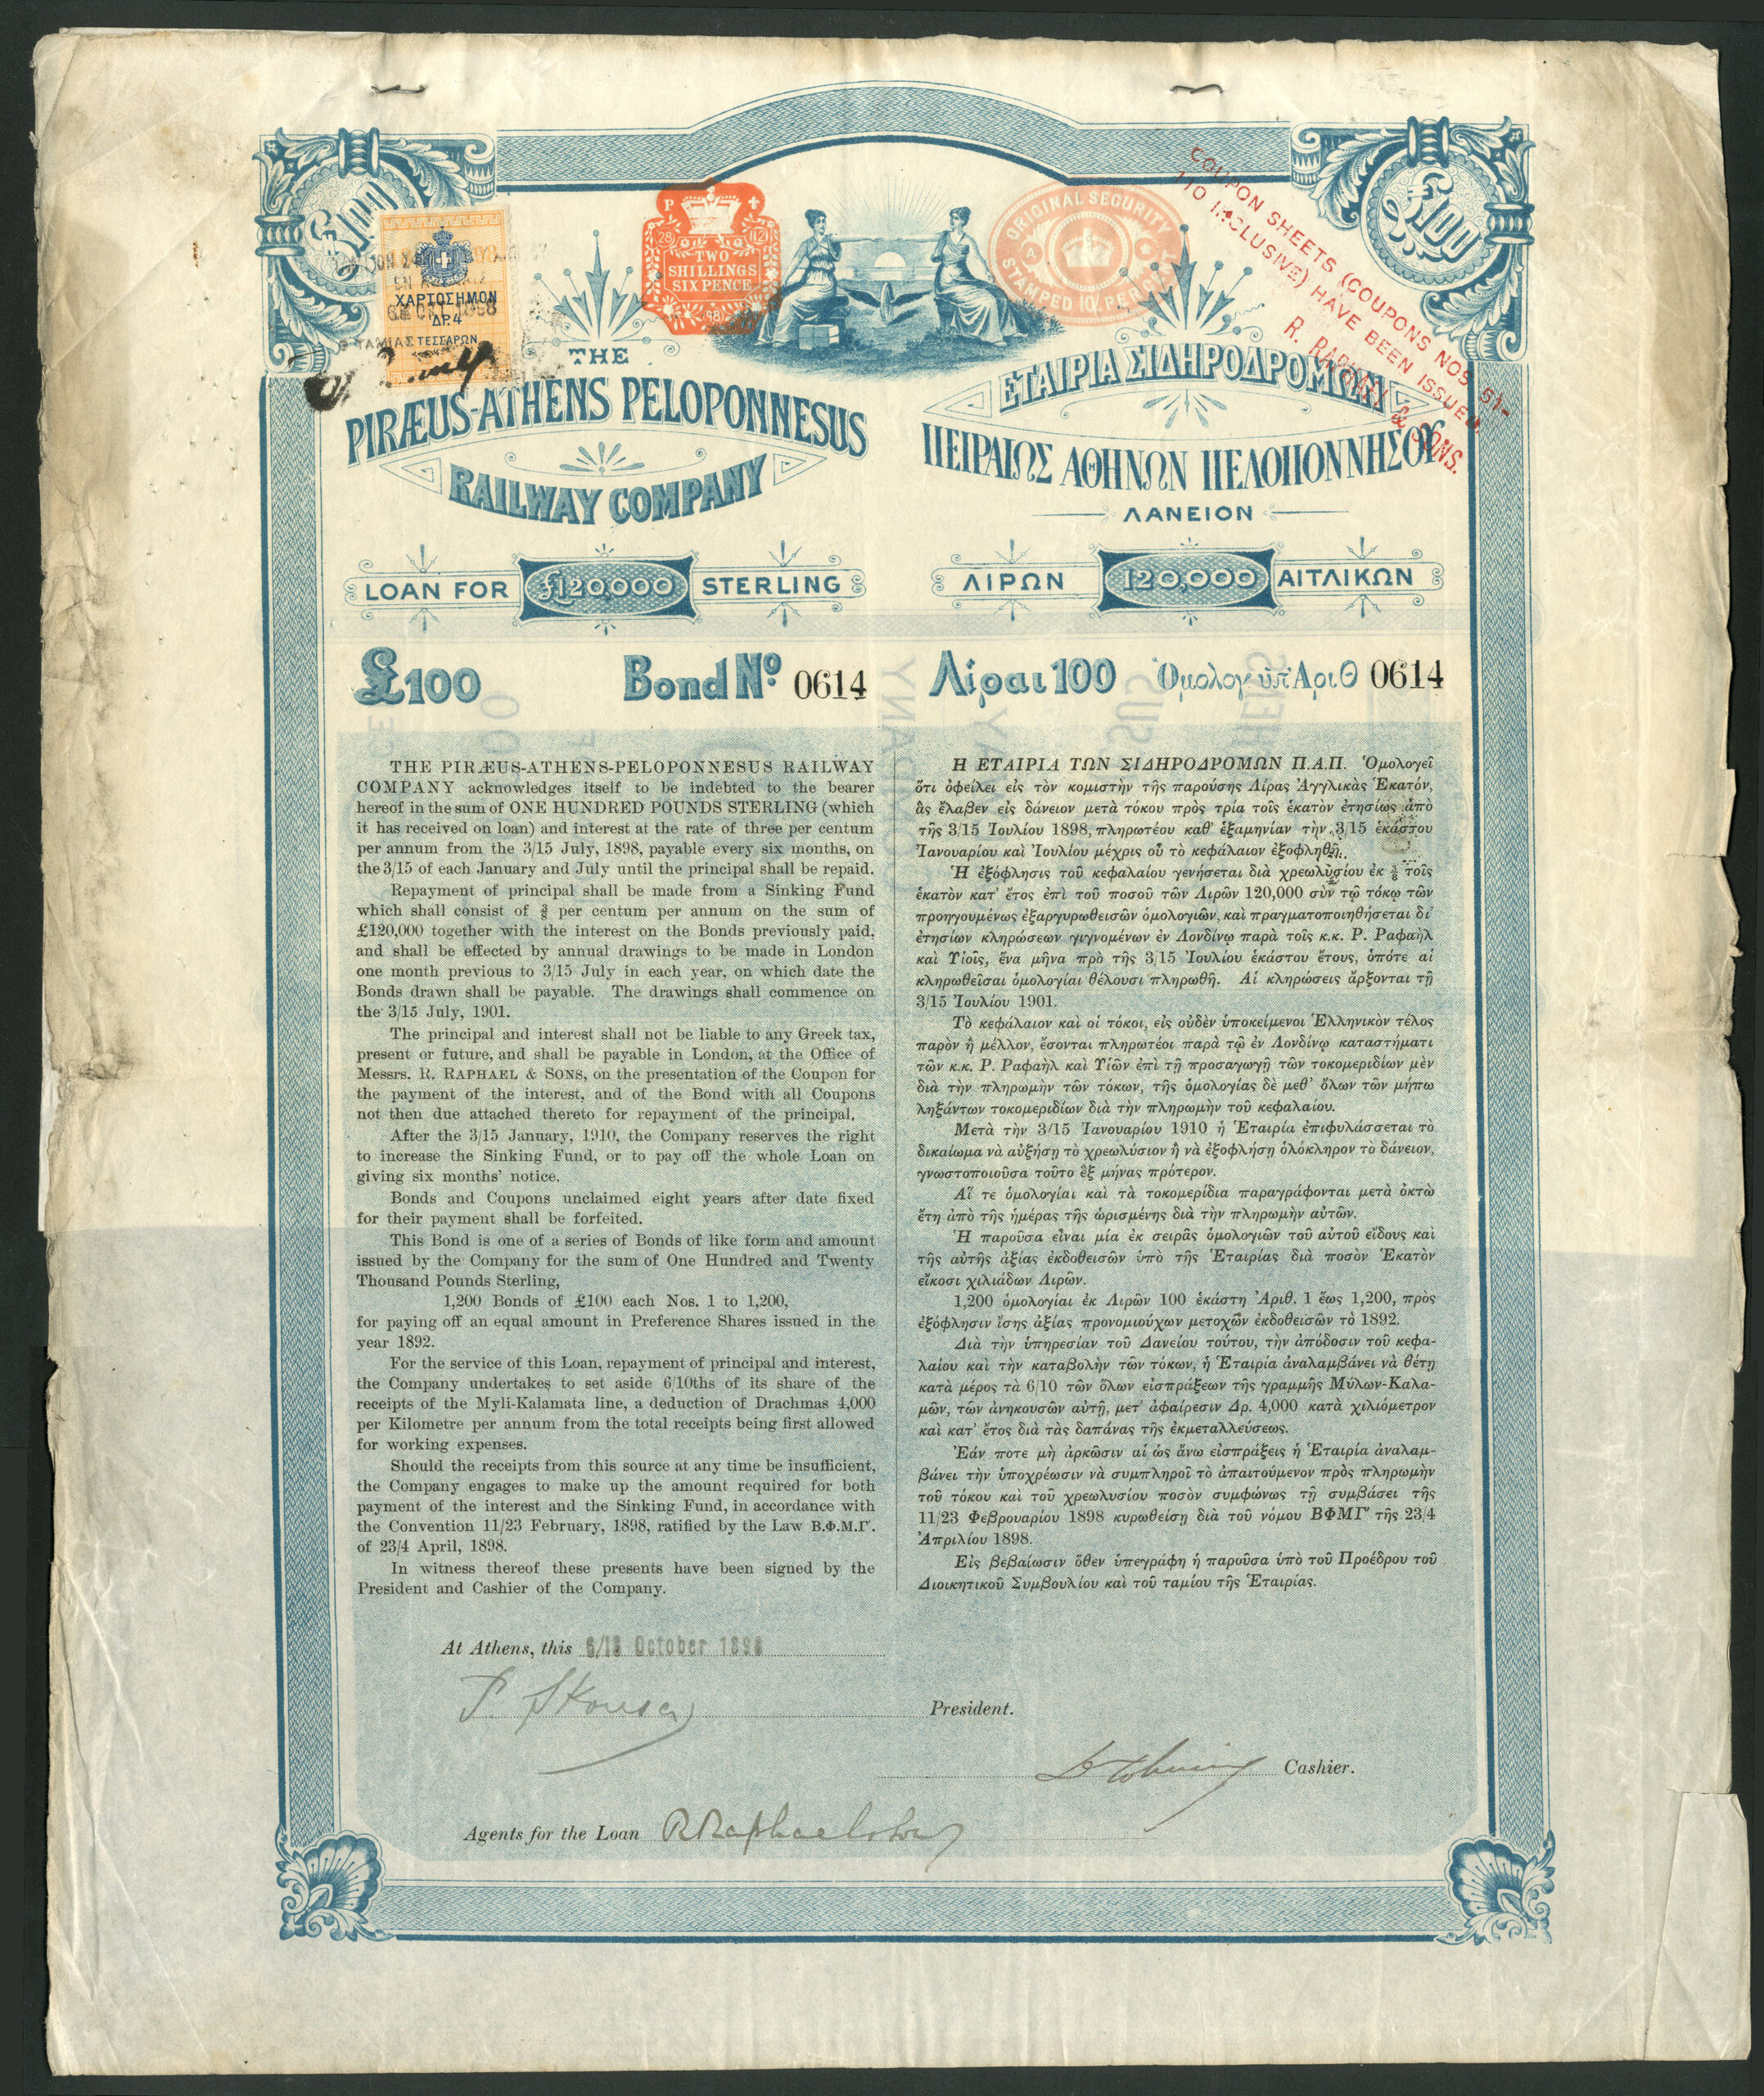 £100
£100
COUPON SHEETS (COUPONS NOS. 61-
110 INCLUSIVE) HAVE BEEN ISSUED.
R. RAPHAEL & SONS.
P
28 12
TWO
SHILLINGS
SIX PENCE
98
ORIGINAL SECURITY
STAMPED 10/. PER CENT
ΧΑΡΤΟΣΗΜΟΝ
ΔΡ. 4
ΤΕΣΣΑΡΩΝ
Ο ΤΑΜΙΑΣ
THE
PIRÆUS-ATHENS PELOPONNESUS
RAILWAY COMPANY
LOAN FOR £120,000 STERLING
£100 Bond No. 0614
THE PIRÆUS-ATHENS-PELOPONNESUS RAILWAY
COMPANY acknowledges itself to be indebted to the bearer
hereof in the sum of ONE HUNDRED POUNDS STERLING (which
it has received on loan) and interest at the rate of three per centum
per annum from the 3/15 July, 1898, payable every six months, on
the 3/15 of each January and July until the principal shall be repaid.
Repayment of principal shall be made from a Sinking Fund
which shall consist of ⅜ per centum per annum on the sum of
£120,000 together with the interest on the Bonds previously paid,
and shall be effected by annual drawings to be made in London
one month previous to 3/15 July in each year, on which date the
Bonds drawn shall be payable. The drawings shall commence on
the 3/15 July, 1901.
The principal and interest shall not be liable to any Greek tax,
present or future, and shall be payable in London, at the Office of
Messrs. R. RAPHAEL & SONS, on the presentation of the Coupon for
the payment of the interest, and of the Bond with all Coupons
not then due attached thereto for repayment of the principal.
After the 3/15 January, 1910, the Company reserves the right
to increase the Sinking Fund, or to pay off the whole Loan on
giving six months' notice.
Bonds and Coupons unclaimed eight years after date fixed
for their payment shall be forfeited.
This Bond is one of a series of Bonds of like form and amount
issued by the Company for the sum of One Hundred and Twenty
Thousand Pounds Sterling,
1,200 Bonds of £100 each Nos. 1 to 1,200,
for paying off an equal amount in Preference Shares issued in the
year 1892.
For the service of this Loan, repayment of principal and interest,
the Company undertakes to set aside 6/10ths of its share of the
receipts of the Myli-Kalamata line, a deduction of Drachmas 4,000
per Kilometre per annum from the total receipts being first allowed
for working expenses.
Should the receipts from this source at any time be insufficient,
the Company engages to make up the amount required for both
payment of the interest and the Sinking Fund, in accordance with
the Convention 11/23 February, 1898, ratified by the Law Β.Φ.Μ.Γ'.
of 23/4 April, 1898.
In witness thereof these presents have been signed by the
President and Cashier of the Company.
ΕΤΑΙΡΙΑ ΣΙΔΗΡΟΔΡΟΜΩΝ
ΠΕΙΡΑΙΩΣ ΑΘΗΝΩΝ ΠΕΛΟΠΟΝΝΗΣΟΥ
ΛΑΝΕΙΟΝ
ΛΙΡΩΝ 120,000 ΑΙΤΛΙΚΩΝ
Λίραι 100 Ὁμολογ ὑπ' Αριθ 0614
Η ΕΤΑΙΡΙΑ ΤΩΝ ΣΙΔΗΡΟΔΡΟΜΩΝ Π.Α.Π. Ὁμολογεῖ
ὅτι ὀφείλει εἰς τὸν κομιστὴν τῆς παρούσης Λίρας Ἀγγλικὰς Ἑκατόν,
ἃς ἔλαβεν εἰς δάνειον μετὰ τόκου πρὸς τρία τοῖς ἑκατὸν ἐτησίως ἀπὸ
τῆς 3/15 Ἰουλίου 1898, πληρωτέου καθ' ἑξαμηνίαν τὴν 3/15 ἑκάστου
Ἰανουαρίου καὶ Ἰουλίου μέχρις οὗ τὸ κεφάλαιον ἐξοφληθῇ.
Ἡ ἐξόφλησις τοῦ κεφαλαίου γενήσεται διὰ χρεωλυσίου ἐκ ⅜ τοῖς
ἑκατὸν κατ' ἔτος ἐπὶ τοῦ ποσοῦ τῶν Λιρῶν 120,000 σὺν τῷ τόκῳ τῶν
προηγουμένως ἐξαργυρωθεισῶν ὁμολογιῶν, καὶ πραγματοποιηθήσεται δι'
ἐτησίων κληρώσεων γιγνομένων ἐν Λονδίνῳ παρὰ τοῖς κ.κ. Ρ. Ραφαὴλ
καὶ Υἱοῖς, ἕνα μῆνα πρὸ τῆς 3/15 Ἰουλίου ἑκάστου ἔτους, ὁπότε αἱ
κληρωθεῖσαι ὁμολογίαι θέλουσι πληρωθῆ. Αἱ κληρώσεις ἄρξονται τῇ
3/15 Ἰουλίου 1901.
Τὸ κεφάλαιον καὶ οἱ τόκοι, εἰς οὐδὲν ὑποκείμενοι Ἑλληνικὸν τέλος
παρὸν ἢ μέλλον, ἔσονται πληρωτέοι παρὰ τῷ ἐν Λονδίνῳ καταστήματι
τῶν κ.κ. Ρ. Ραφαὴλ καὶ Υἱῶν ἐπὶ τῇ προσαγωγῇ τῶν τοκομεριδίων μὲν
διὰ τὴν πληρωμὴν τῶν τόκων, τῆς ὁμολογίας δὲ μεθ' ὅλων τῶν μήπω
ληξάντων τοκομεριδίων διὰ τὴν πληρωμὴν τοῦ κεφαλαίου.
Μετὰ τὴν 3/15 Ἰανουαρίου 1910 ἡ Ἑταιρία ἐπιφυλάσσεται τὸ
δικαίωμα νὰ αὐξήσῃ τὸ χρεωλύσιον ἢ νὰ ἐξοφλήσῃ ὁλόκληρον τὸ δάνειον,
γνωστοποιοῦσα τοῦτο ἓξ μῆνας πρότερον.
Αἵ τε ὁμολογίαι καὶ τὰ τοκομερίδια παραγράφονται μετὰ ὀκτὼ
ἔτη ἀπὸ τῆς ἡμέρας τῆς ὡρισμένης διὰ τὴν πληρωμὴν αὐτῶν.
Ἡ παροῦσα εἶναι μία ἐκ σειρᾶς ὁμολογιῶν τοῦ αὐτοῦ εἴδους καὶ
τῆς αὐτῆς ἀξίας ἐκδοθεισῶν ὑπὸ τῆς Ἑταιρίας διὰ ποσὸν Ἑκατὸν
εἴκοσι χιλιάδων Λιρῶν.
1,200 ὁμολογίαι ἐκ Λιρῶν 100 ἑκάστη Ἀριθ. 1 ἕως 1,200, πρὸς
ἐξόφλησιν ἴσης ἀξίας προνομιούχων μετοχῶν ἐκδοθεισῶν τὸ 1892.
Διὰ τὴν ὑπηρεσίαν τοῦ Δανείου τούτου, τὴν ἀπόδοσιν τοῦ κεφα-
λαίου καὶ τὴν καταβολὴν τῶν τόκων, ἡ Ἑταιρία ἀναλαμβάνει νὰ θέτῃ
κατὰ μέρος τὰ 6/10 τῶν ὅλων εἰσπράξεων τῆς γραμμῆς Μύλων-Καλα-
μῶν, τῶν ἀνηκουσῶν αὐτῇ, μετ' ἀφαίρεσιν Δρ. 4,000 κατὰ χιλιόμετρον
καὶ κατ' ἔτος διὰ τὰς δαπάνας τῆς ἐκμεταλλεύσεως.
Ἐάν ποτε μὴ ἀρκῶσιν αἱ ὡς ἄνω εἰσπράξεις ἡ Ἑταιρία ἀναλαμ-
βάνει τὴν ὑποχρέωσιν νὰ συμπληροῖ τὸ ἀπαιτούμενον πρὸς πληρωμὴν
τοῦ τόκου καὶ τοῦ χρεωλυσίου ποσὸν συμφώνως τῇ συμβάσει τῆς
11/23 Φεβρουαρίου 1898 κυρωθείσῃ διὰ τοῦ νόμου ΒΦΜΓ' τῆς 23/4
Ἀπριλίου 1898.
Εἰς βεβαίωσιν ὅθεν ὑπεγράφη ἡ παροῦσα ὑπὸ τοῦ Προέδρου τοῦ
Διοικητικοῦ Συμβουλίου καὶ τοῦ ταμίου τῆς Ἑταιρίας.
At Athens, this 6/18 October 1898
President.
Cashier.
Agents for the Loan R Raphael & Sons